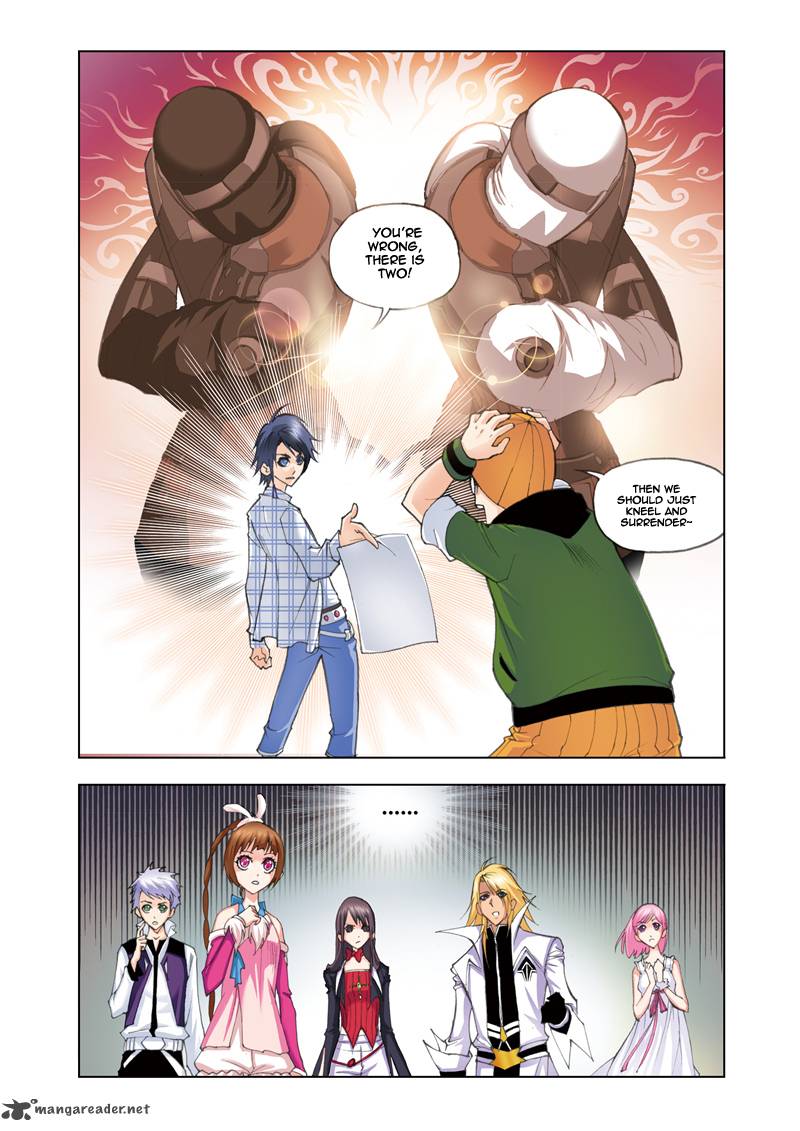 YOU'RE
WRONG,
THERE IS
TWO!
THEN WE
SHOULD JUST
KNEEL AND
SURRENDER~
......
mangareader.net